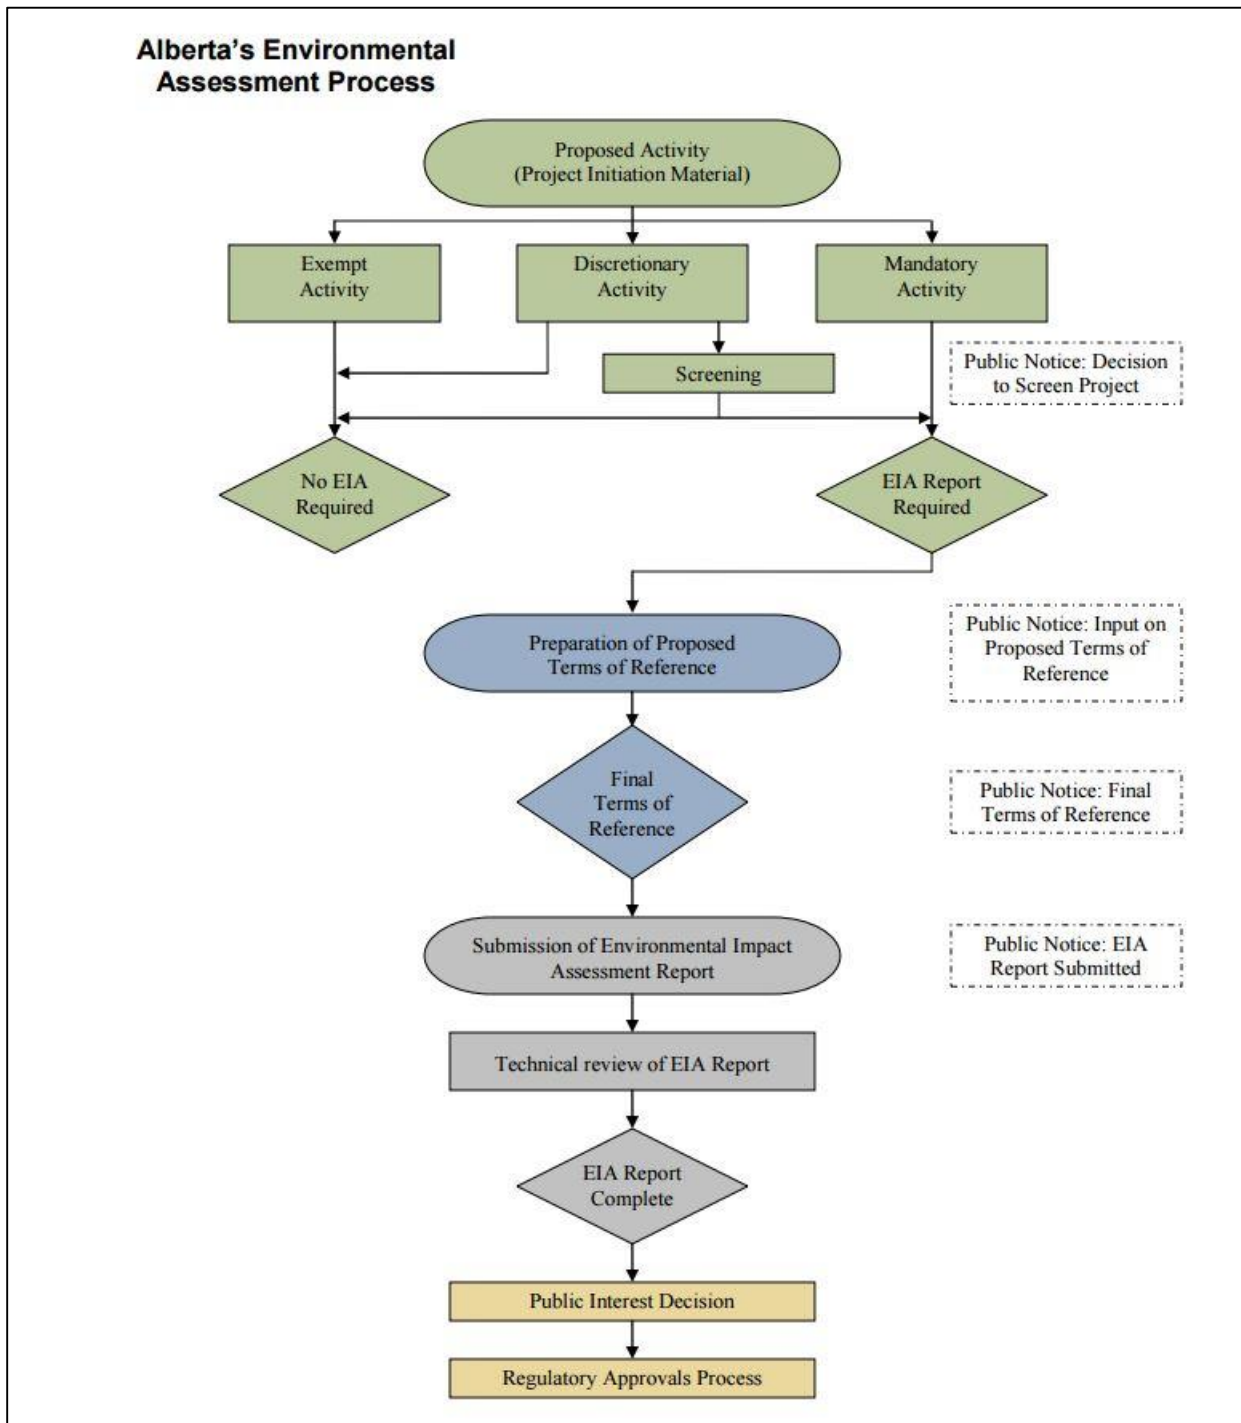 Alberta's Environmental
Assessment Process
Proposed Activity
(Project Initiation Material)
Exempt
Activity
Discretionary
Activity
Mandatory
Activity
Screening
Public Notice: Decision
to Screen Project
No EIA
Required
EIA Report
Required
Preparation of Proposed
Terms of Reference
Public Notice: Input on
Proposed Terms of
Reference
Final
Terms of
Reference
Public Notice: Final
Terms of Reference
Submission of Environmental Impact
Assessment Report
Public Notice: EIA
Report Submitted
Technical review of EIA Report
EIA Report
Complete
Public Interest Decision
Regulatory Approvals Process